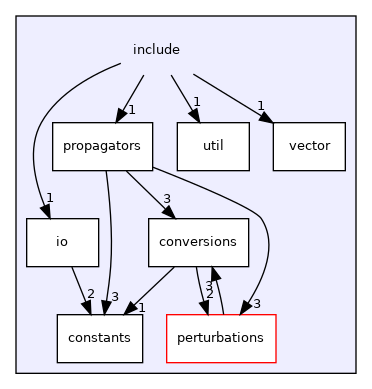 include
1
1
1
propagators
util
vector
1
3
io
conversions
2
3
1
3
2
3
constants
perturbations